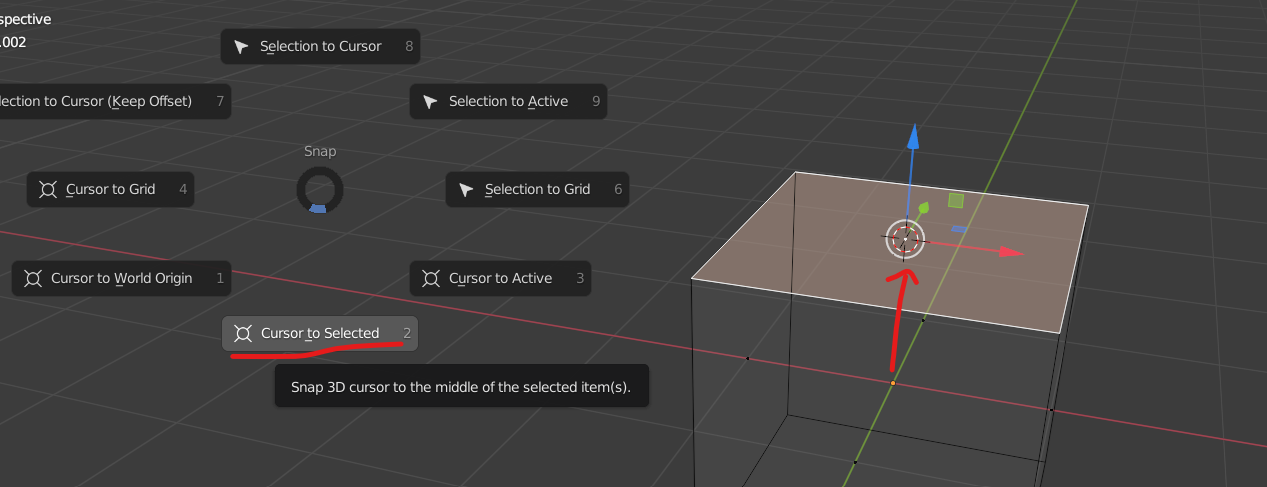 spective
.002
Selection to Cursor 8
lection to Cursor (Keep Offset) 7
Selection to Active 9
Snap
Cursor to Grid 4
Selection to Grid 6
Cursor to World Origin 1
Cursor to Active 3
Cursor to Selected 2
Snap 3D cursor to the middle of the selected item(s).